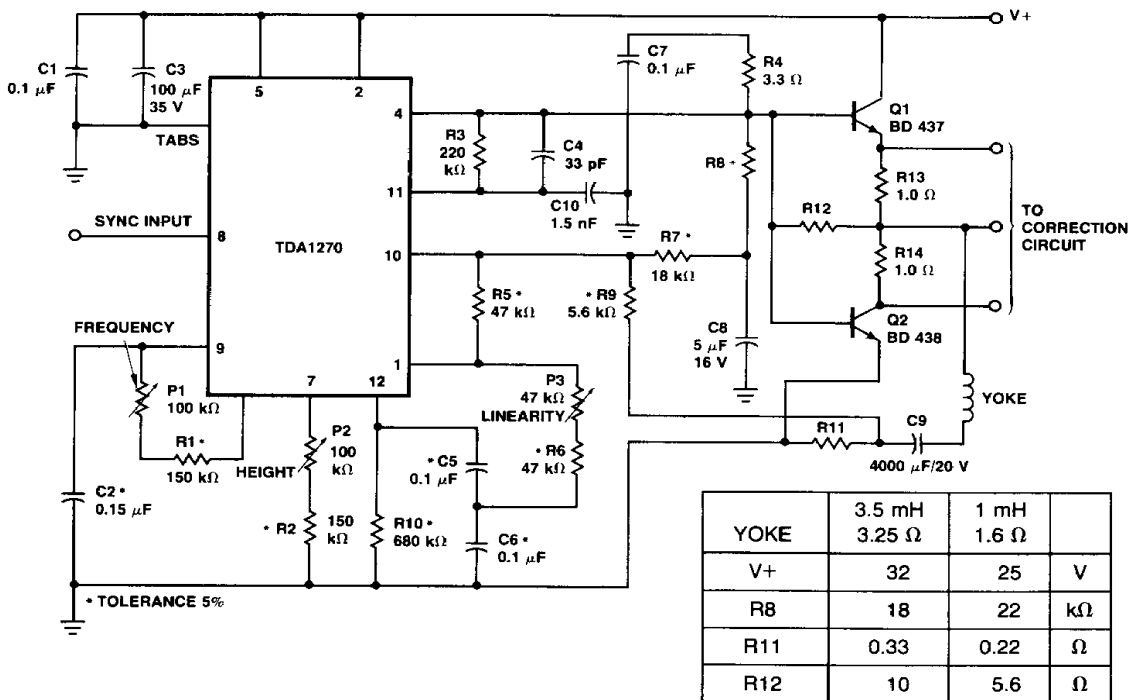 V+
C1
0.1 μF
C3
100 μF
35 V
5
2
TABS
C7
0.1 μF
R4
3.3 Ω
4
R3
220
kΩ
C4
33 pF
R8 *
Q1
BD 437
R13
1.0 Ω
11
C10
1.5 nF
SYNC INPUT
8
TDA1270
R12
TO
CORRECTION
CIRCUIT
10
R7 *
18 kΩ
R14
1.0 Ω
R5 *
47 kΩ
* R9
5.6 kΩ
Q2
BD 438
C8
5 μF
16 V
FREQUENCY
9
1
P1
100 kΩ
7
12
P3
47 kΩ
LINEARITY
YOKE
R1 *
150 kΩ
HEIGHT
P2
100
kΩ
* R6
47 kΩ
R11
C9
4000 μF/20 V
* C5
0.1 μF
C2 *
0.15 μF
* R2
150
kΩ
R10 *
680 kΩ
C6 *
0.1 μF
* TOLERANCE 5%
YOKE 3.5 mH 3.25 Ω 1 mH 1.6 Ω
V+ 32 25 V
R8 18 22 kΩ
R11 0.33 0.22 Ω
R12 10 5.6 Ω